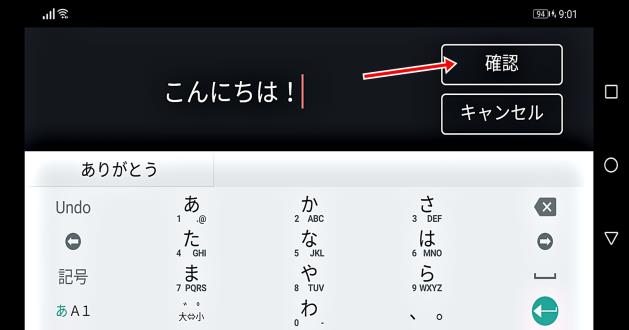 94 9:01
確認
こんにちは！
キャンセル
ありがとう
Undo あ か さ
1 .@ 2 ABC 3 DEF
た な は
4 GHI 5 JKL 6 MNO
記号 ま や ら
7 PQRS 8 TUV 9 WXYZ
あA1 ゛゜ わ 、。
大⇔小 0 -